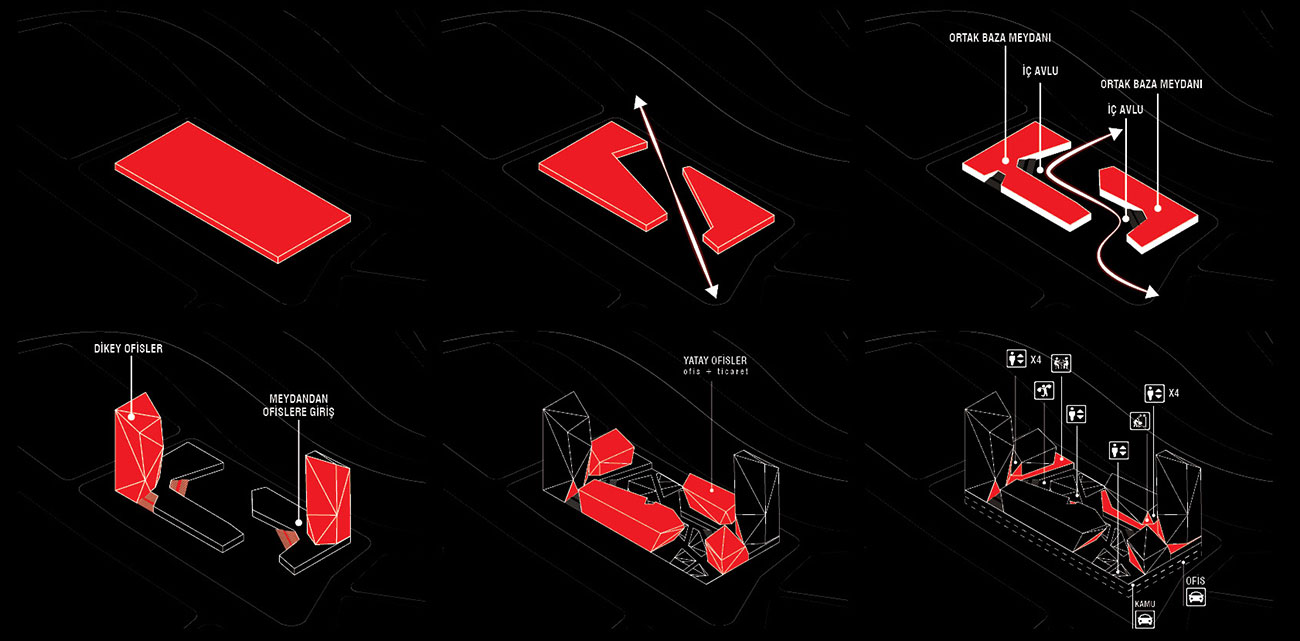 ORTAK BAZA MEYDANI
İÇ AVLU
ORTAK BAZA MEYDANI
İÇ AVLU
DİKEY OFİSLER
MEYDANDAN
OFİSLERE GİRİŞ
YATAY OFİSLER
ofis + ticaret
X4
X4
OFIS
KAMU